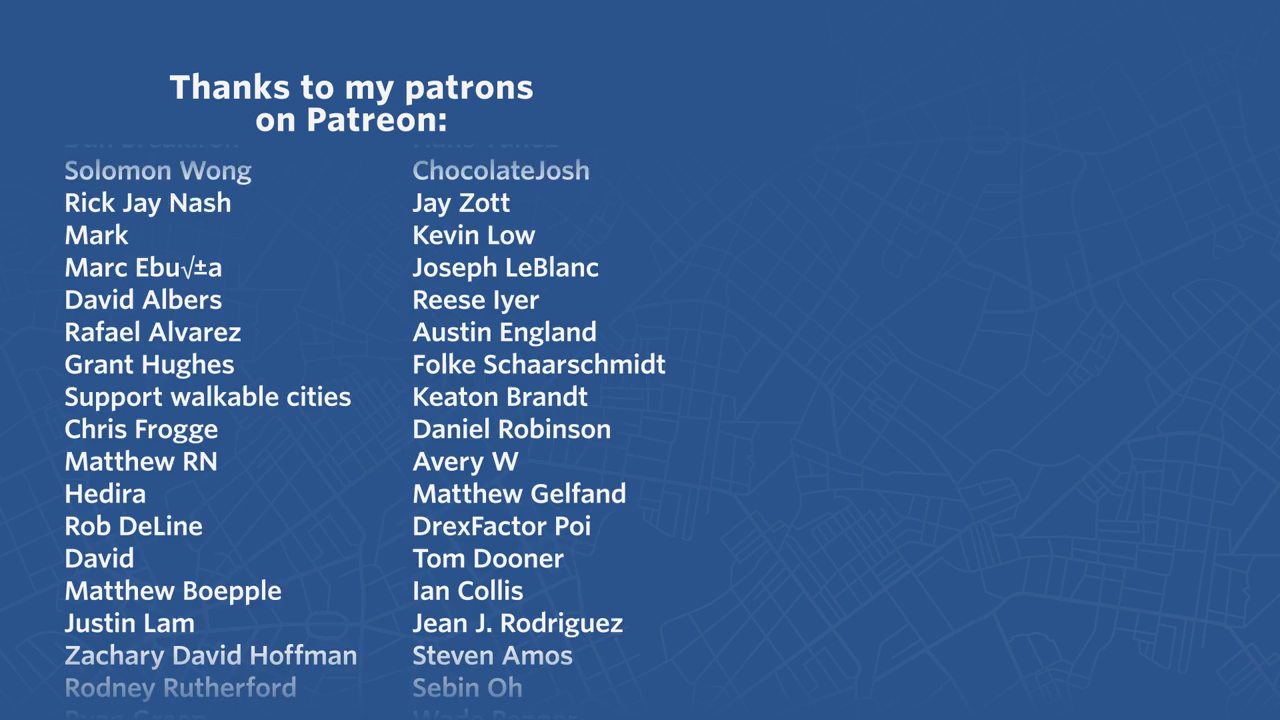 Thanks to my patrons
on Patreon:
Solomon Wong
Rick Jay Nash
Mark
Marc Ebu√±a
David Albers
Rafael Alvarez
Grant Hughes
Support walkable cities
Chris Frogge
Matthew RN
Hedira
Rob DeLine
David
Matthew Boepple
Justin Lam
Zachary David Hoffman
Rodney Rutherford
ChocolateJosh
Jay Zott
Kevin Low
Joseph LeBlanc
Reese Iyer
Austin England
Folke Schaarschmidt
Keaton Brandt
Daniel Robinson
Avery W
Matthew Gelfand
DrexFactor Poi
Tom Dooner
Ian Collis
Jean J. Rodriguez
Steven Amos
Sebin Oh